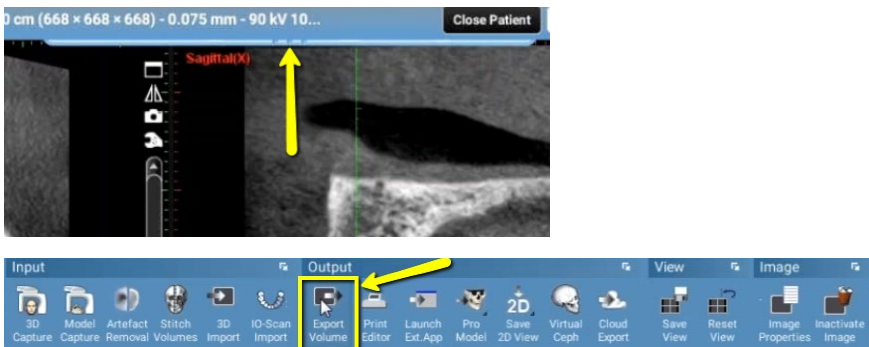 0 cm (668 × 668 × 668) - 0.075 mm - 90 kV 10...
Close Patient
Sagittal(X)
Input
Output
View
Image
3D Capture
Model Capture
Artefact Removal
Stitch Volumes
3D Import
IO-Scan Import
Export Volume
Print Editor
Launch Ext.App
Pro Model
2D
Save 2D View
Virtual Ceph
Cloud Export
Save View
Reset View
Image Properties
Inactivate Image